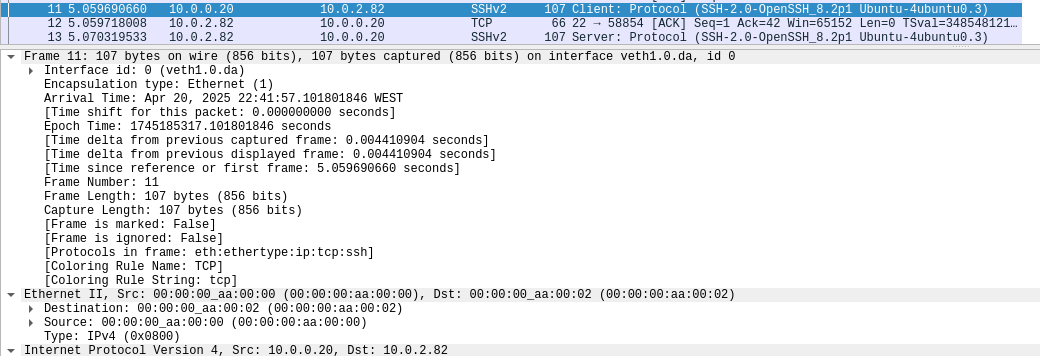 11 5.059690660 10.0.0.20 10.0.2.82 SSHv2 107 Client: Protocol (SSH-2.0-OpenSSH_8.2p1 Ubuntu-4ubuntu0.3)
12 5.059718008 10.0.2.82 10.0.0.20 TCP 66 22 → 58854 [ACK] Seq=1 Ack=42 Win=65152 Len=0 TSval=348548121…
13 5.070319533 10.0.2.82 10.0.0.20 SSHv2 107 Server: Protocol (SSH-2.0-OpenSSH_8.2p1 Ubuntu-4ubuntu0.3)
Frame 11: 107 bytes on wire (856 bits), 107 bytes captured (856 bits) on interface veth1.0.da, id 0
Interface id: 0 (veth1.0.da)
Encapsulation type: Ethernet (1)
Arrival Time: Apr 20, 2025 22:41:57.101801846 WEST
[Time shift for this packet: 0.000000000 seconds]
Epoch Time: 1745185317.101801846 seconds
[Time delta from previous captured frame: 0.004410904 seconds]
[Time delta from previous displayed frame: 0.004410904 seconds]
[Time since reference or first frame: 5.059690660 seconds]
Frame Number: 11
Frame Length: 107 bytes (856 bits)
Capture Length: 107 bytes (856 bits)
[Frame is marked: False]
[Frame is ignored: False]
[Protocols in frame: eth:ethertype:ip:tcp:ssh]
[Coloring Rule Name: TCP]
[Coloring Rule String: tcp]
Ethernet II, Src: 00:00:00_aa:00:00 (00:00:00:aa:00:00), Dst: 00:00:00_aa:00:02 (00:00:00:aa:00:02)
Destination: 00:00:00_aa:00:02 (00:00:00:aa:00:02)
Source: 00:00:00_aa:00:00 (00:00:00:aa:00:00)
Type: IPv4 (0x0800)
Internet Protocol Version 4, Src: 10.0.0.20, Dst: 10.0.2.82